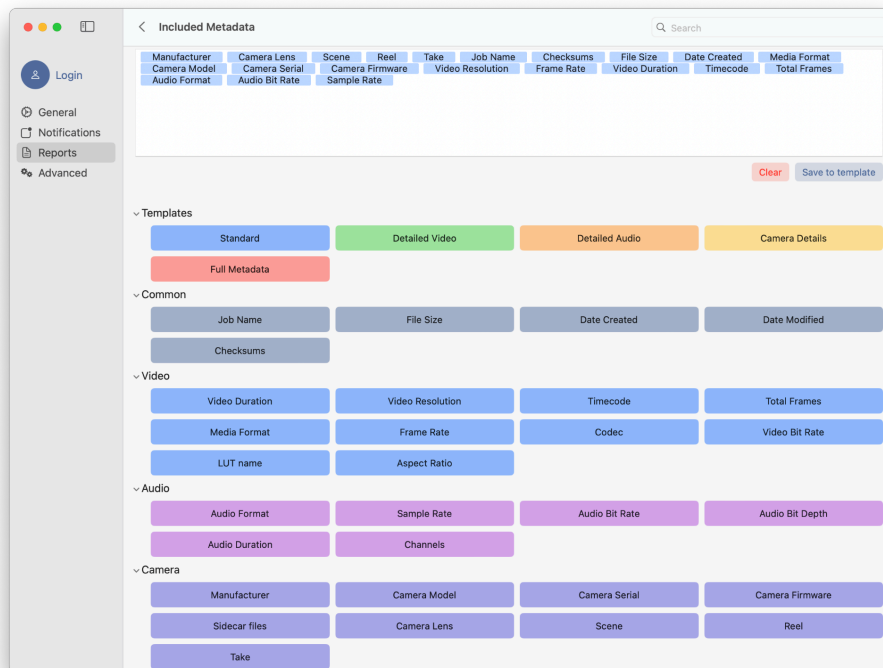 Included Metadata
Search
Login
General
Notifications
Reports
Advanced
Manufacturer Camera Lens Scene Reel Take Job Name Checksums File Size Date Created Media Format
Camera Model Camera Serial Camera Firmware Video Resolution Frame Rate Video Duration Timecode Total Frames
Audio Format Audio Bit Rate Sample Rate
Clear Save to template
Templates
Standard Detailed Video Detailed Audio Camera Details
Full Metadata
Common
Job Name File Size Date Created Date Modified
Checksums
Video
Video Duration Video Resolution Timecode Total Frames
Media Format Frame Rate Codec Video Bit Rate
LUT name Aspect Ratio
Audio
Audio Format Sample Rate Audio Bit Rate Audio Bit Depth
Audio Duration Channels
Camera
Manufacturer Camera Model Camera Serial Camera Firmware
Sidecar files Camera Lens Scene Reel
Take